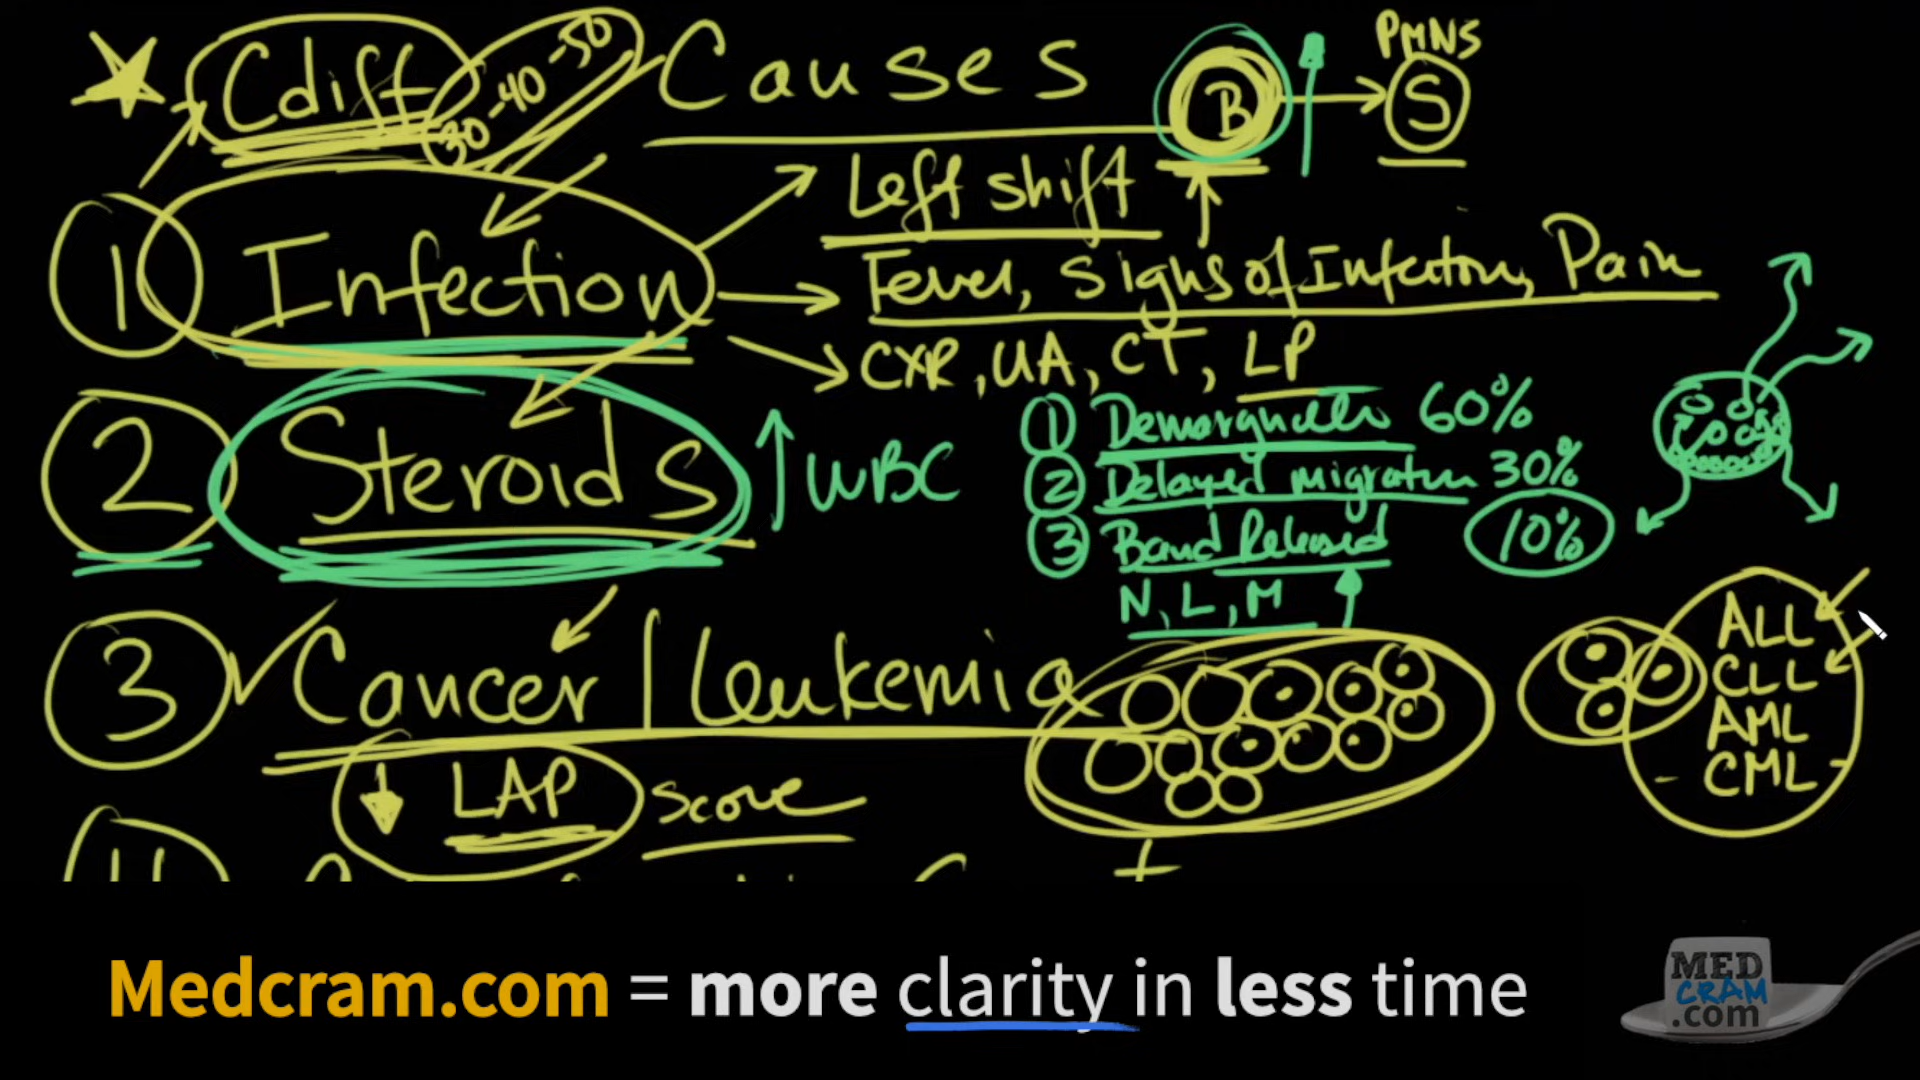 Cdiff 30-40-50 Causes B PMNS S
Left shift
1 Infection Fever, Signs of Infection, Pain
CXR, UA, CT, LP
2 Steroids ↑ WBC
1 Demargination 60%
2 Delayed migration 30%
3 Band Released 10%
N, L, M
3 Cancer / Leukemia
ALL
CLL
AML
- CML -
↓ LAP score
Medcram.com = more clarity in less time
MED
CRAM
.com